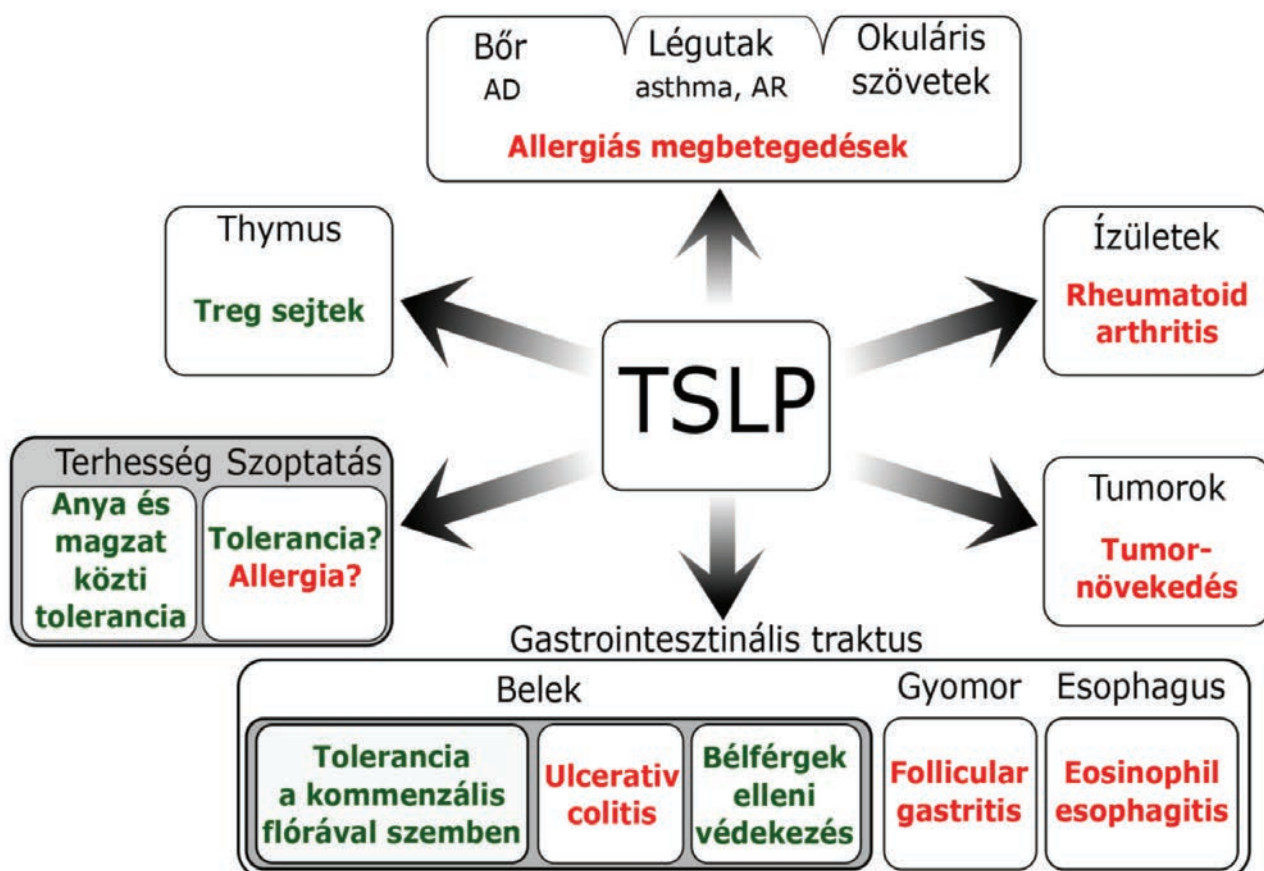 Bőr
AD
Légutak
asthma, AR
Okuláris
szövetek
Allergiás megbetegedések
Thymus
Treg sejtek
Ízületek
Rheumatoid
arthritis
TSLP
Terhesség
Szoptatás
Anya és
magzat
közti
tolerancia
Tolerancia?
Allergia?
Tumorok
Tumor-
növekedés
Gastrointesztinális traktus
Belek
Gyomor
Esophagus
Tolerancia
a kommenzális
flórával szemben
Ulcerativ
colitis
Bélférgek
elleni
védekezés
Follicular
gastritis
Eosinophil
esophagitis